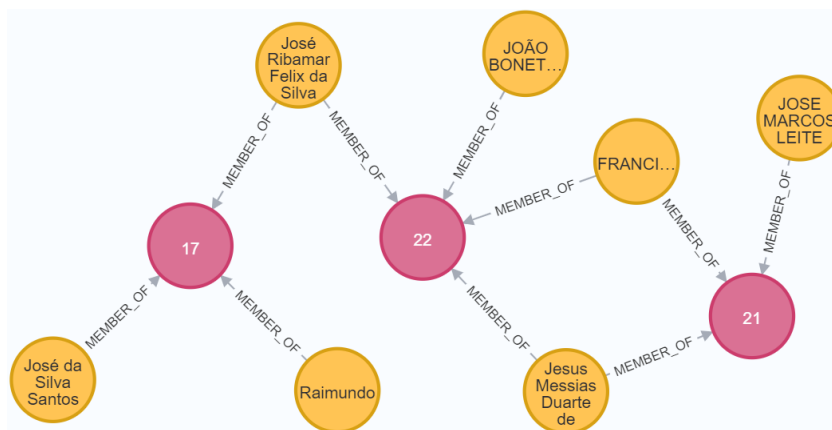 José
Ribamar
Felix da
Silva
JOÃO
BONET…
JOSE
MARCOS
LEITE
FRANCI…
MEMBER_OF
MEMBER_OF
MEMBER_OF
MEMBER_OF
MEMBER_OF
MEMBER_OF
17
22
21
MEMBER_OF
MEMBER_OF
MEMBER_OF
MEMBER_OF
José da
Silva
Santos
Raimundo
Jesus
Messias
Duarte
de